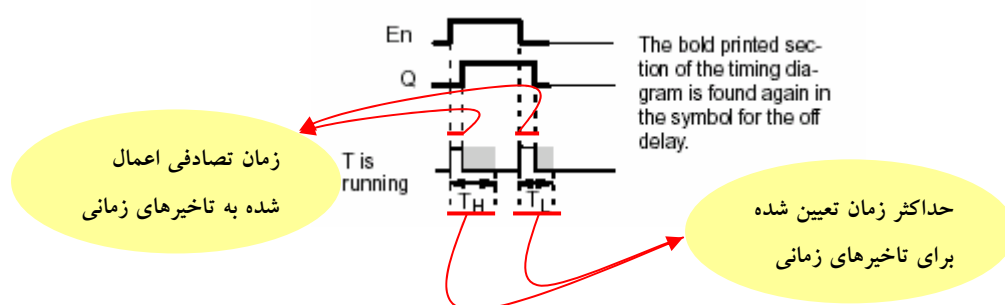 En
Q
The bold printed sec-
tion of the timing dia-
gram is found again in
the symbol for the off
delay.
T is
running
TH
TL
زمان تصادفی اعمال
شده به تاخیرهای زمانی
حداکثر زمان تعیین شده
برای تاخیرهای زمانی